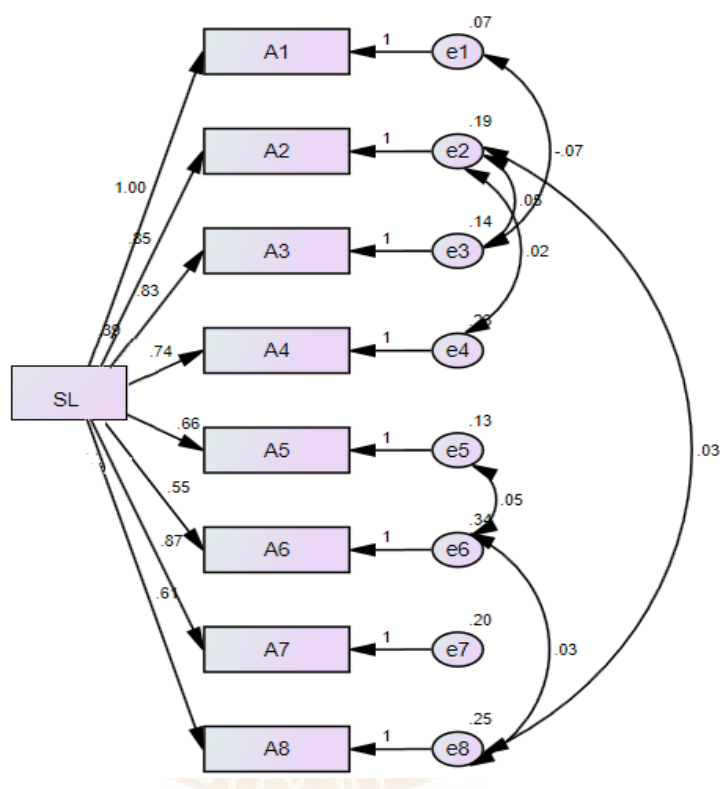 .07
A1
1
e1
.19
A2
1
e2
-.07
1.00
.05
.85
.14
A3
1
e3
.02
.83
.39
A4
1
e4
.74
SL
.66
.13
A5
1
e5
.03
.55
.05
.34
A6
1
e6
.87
.61
.20
A7
1
e7
.03
.25
A8
1
e8